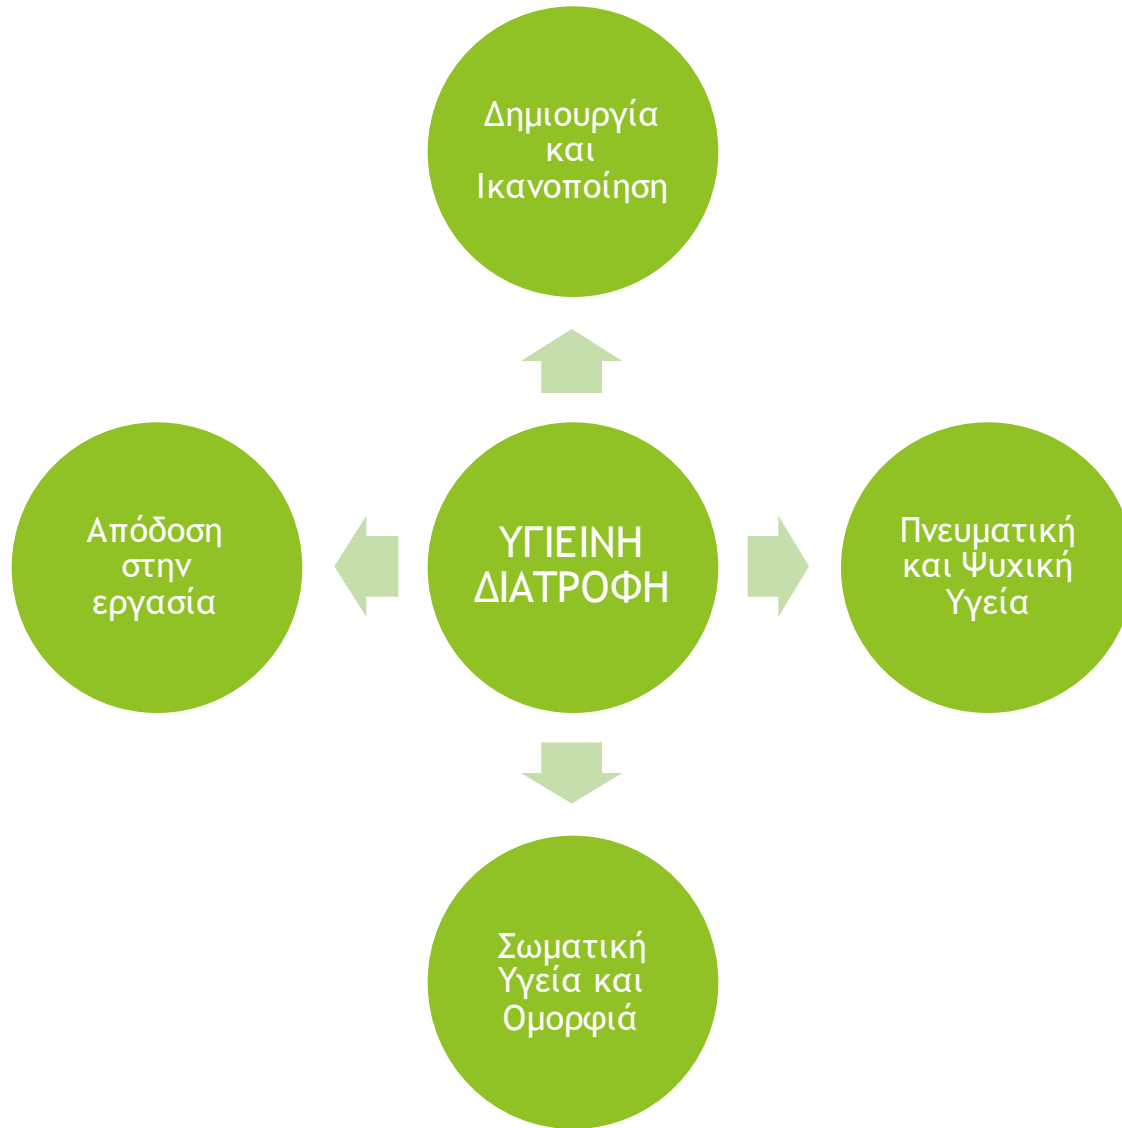 Δημιουργία
και
Ικανοποίηση
Απόδοση
στην
εργασία
ΥΓΙΕΙΝΗ
ΔΙΑΤΡΟΦΗ
Πνευματική
και Ψυχική
Υγεία
Σωματική
Υγεία και
Ομορφιά